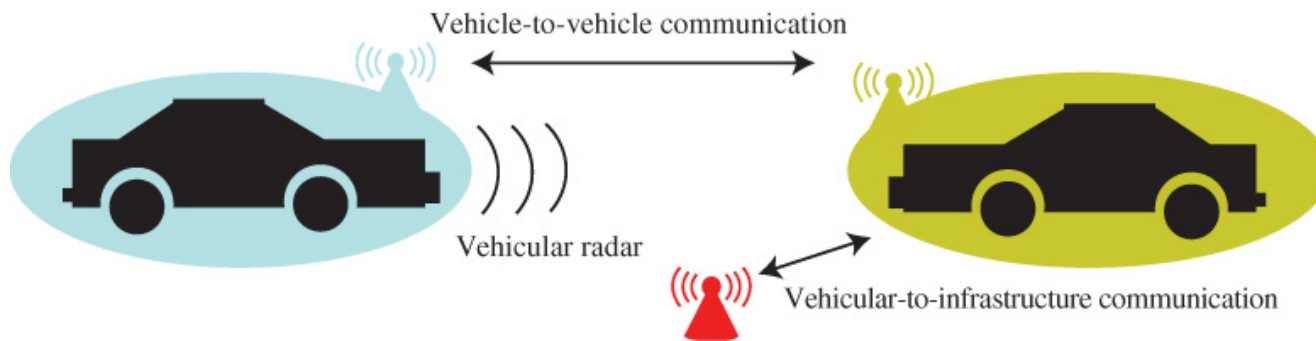 Vehicle-to-vehicle communication
Vehicular radar
Vehicular-to-infrastructure communication